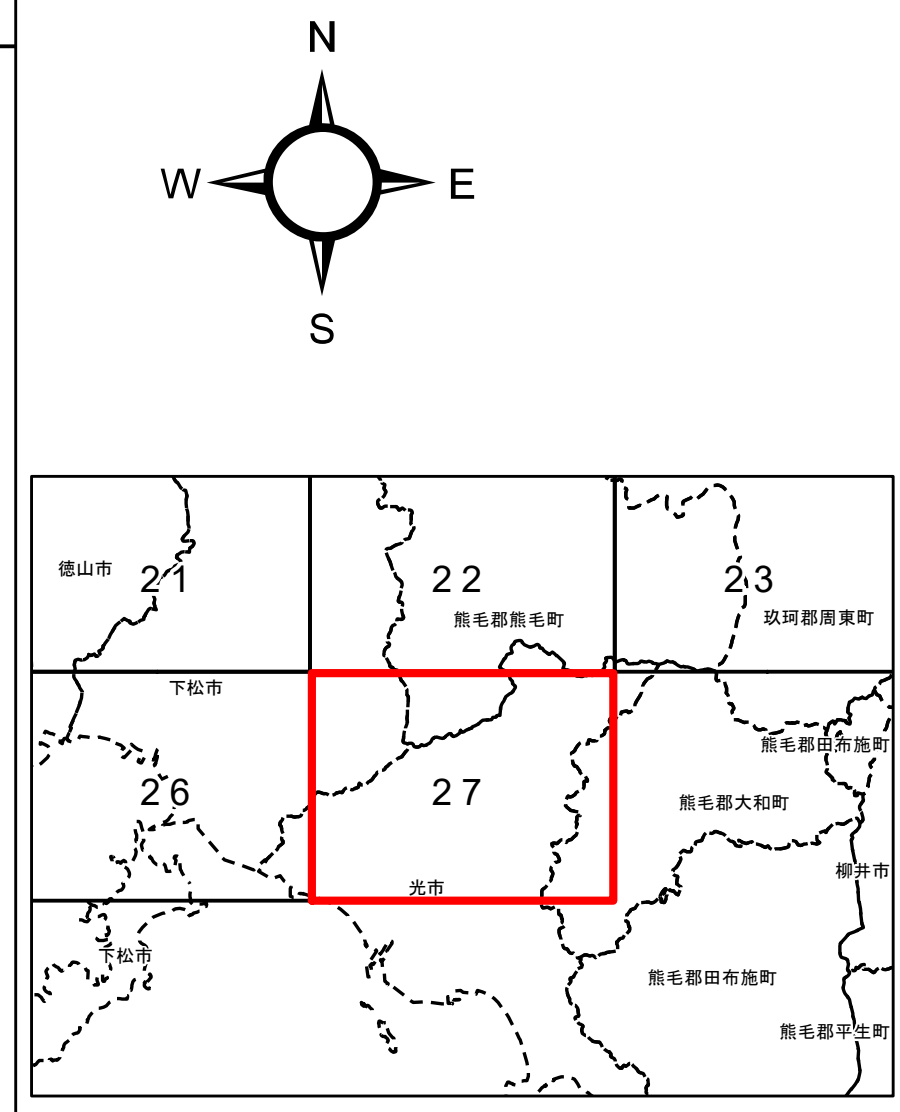 N
W
E
S
徳山市
21
22
23
熊毛郡熊毛町
玖珂郡周東町
下松市
熊毛郡田布施町
26
27
熊毛郡大和町
柳井市
光市
下松市
熊毛郡田布施町
熊毛郡平生町